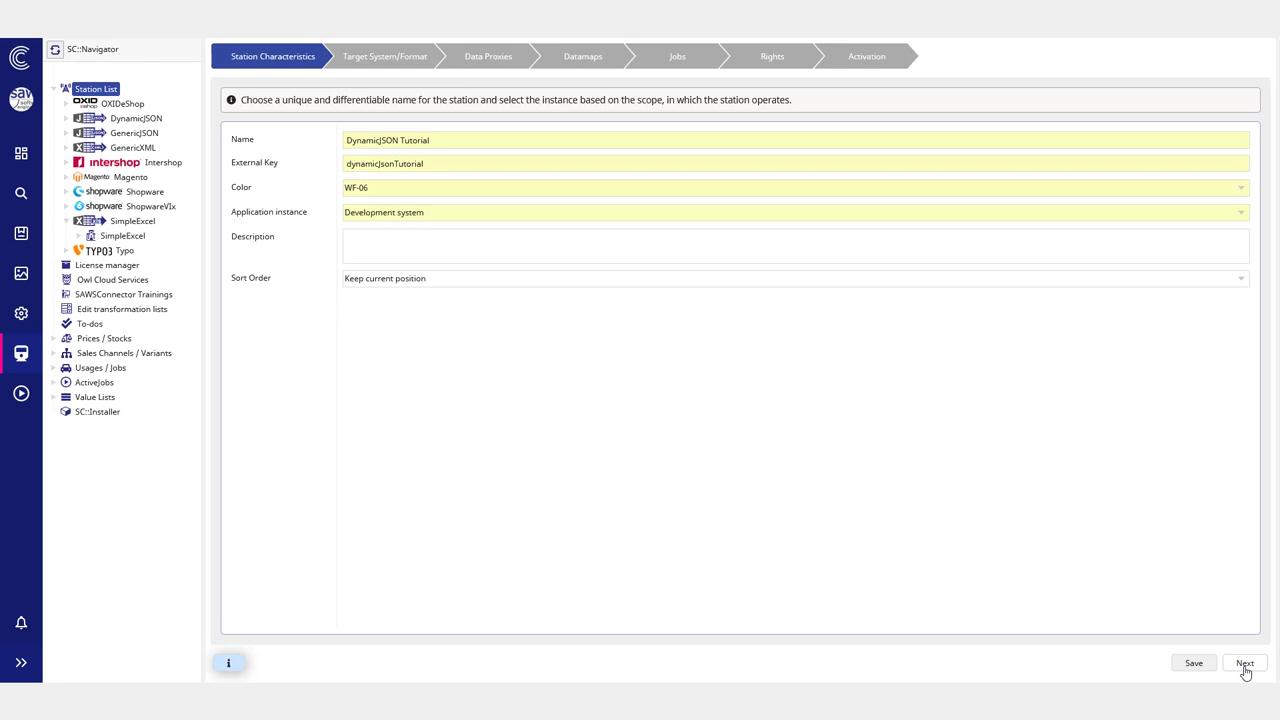 SC::Navigator
Station Characteristics
Target System/Format
Data Proxies
Datamaps
Jobs
Rights
Activation
Station List
OXIDeShop
DynamicJSON
GenericJSON
GenericXML
intershop Intershop
Magento Magento
shopware Shopware
shopware ShopwareVIx
SimpleExcel
SimpleExcel
TYPO3 Typo
License manager
Owl Cloud Services
SAWSConnector Trainings
Edit transformation lists
To-dos
Prices / Stocks
Sales Channels / Variants
Usages / Jobs
ActiveJobs
Value Lists
SC::Installer
Choose a unique and differentiable name for the station and select the instance based on the scope, in which the station operates.
Name DynamicJSON Tutorial
External Key dynamicJsonTutorial
Color WF-06
Application instance Development system
Description
Sort Order Keep current position
Save Next